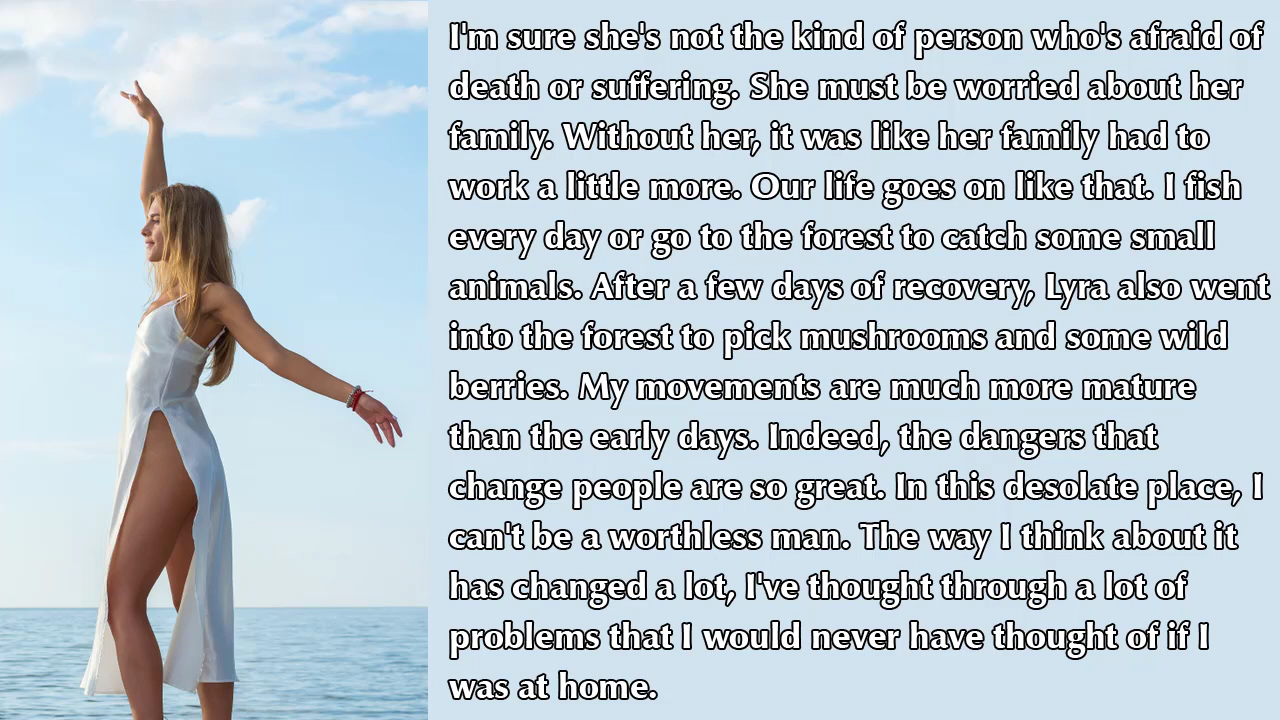 I'm sure she's not the kind of person who's afraid of
death or suffering. She must be worried about her
family. Without her, it was like her family had to
work a little more. Our life goes on like that. I fish
every day or go to the forest to catch some small
animals. After a few days of recovery, Lyra also went
into the forest to pick mushrooms and some wild
berries. My movements are much more mature
than the early days. Indeed, the dangers that
change people are so great. In this desolate place, I
can't be a worthless man. The way I think about it
has changed a lot, I've thought through a lot of
problems that I would never have thought of if I
was at home.